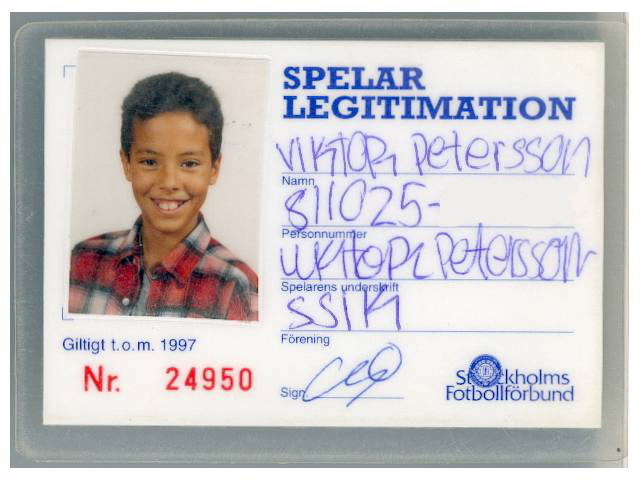 SPELAR
LEGITIMATION
VIKTOR PETERSSON
Namn
811025-
Personnummer
VIKTOR PETERSSON
Spelarens underskrift
SSIK
Förening
Sign
Giltigt t.o.m. 1997
Nr. 24950
Stockholms
Fotbollförbund